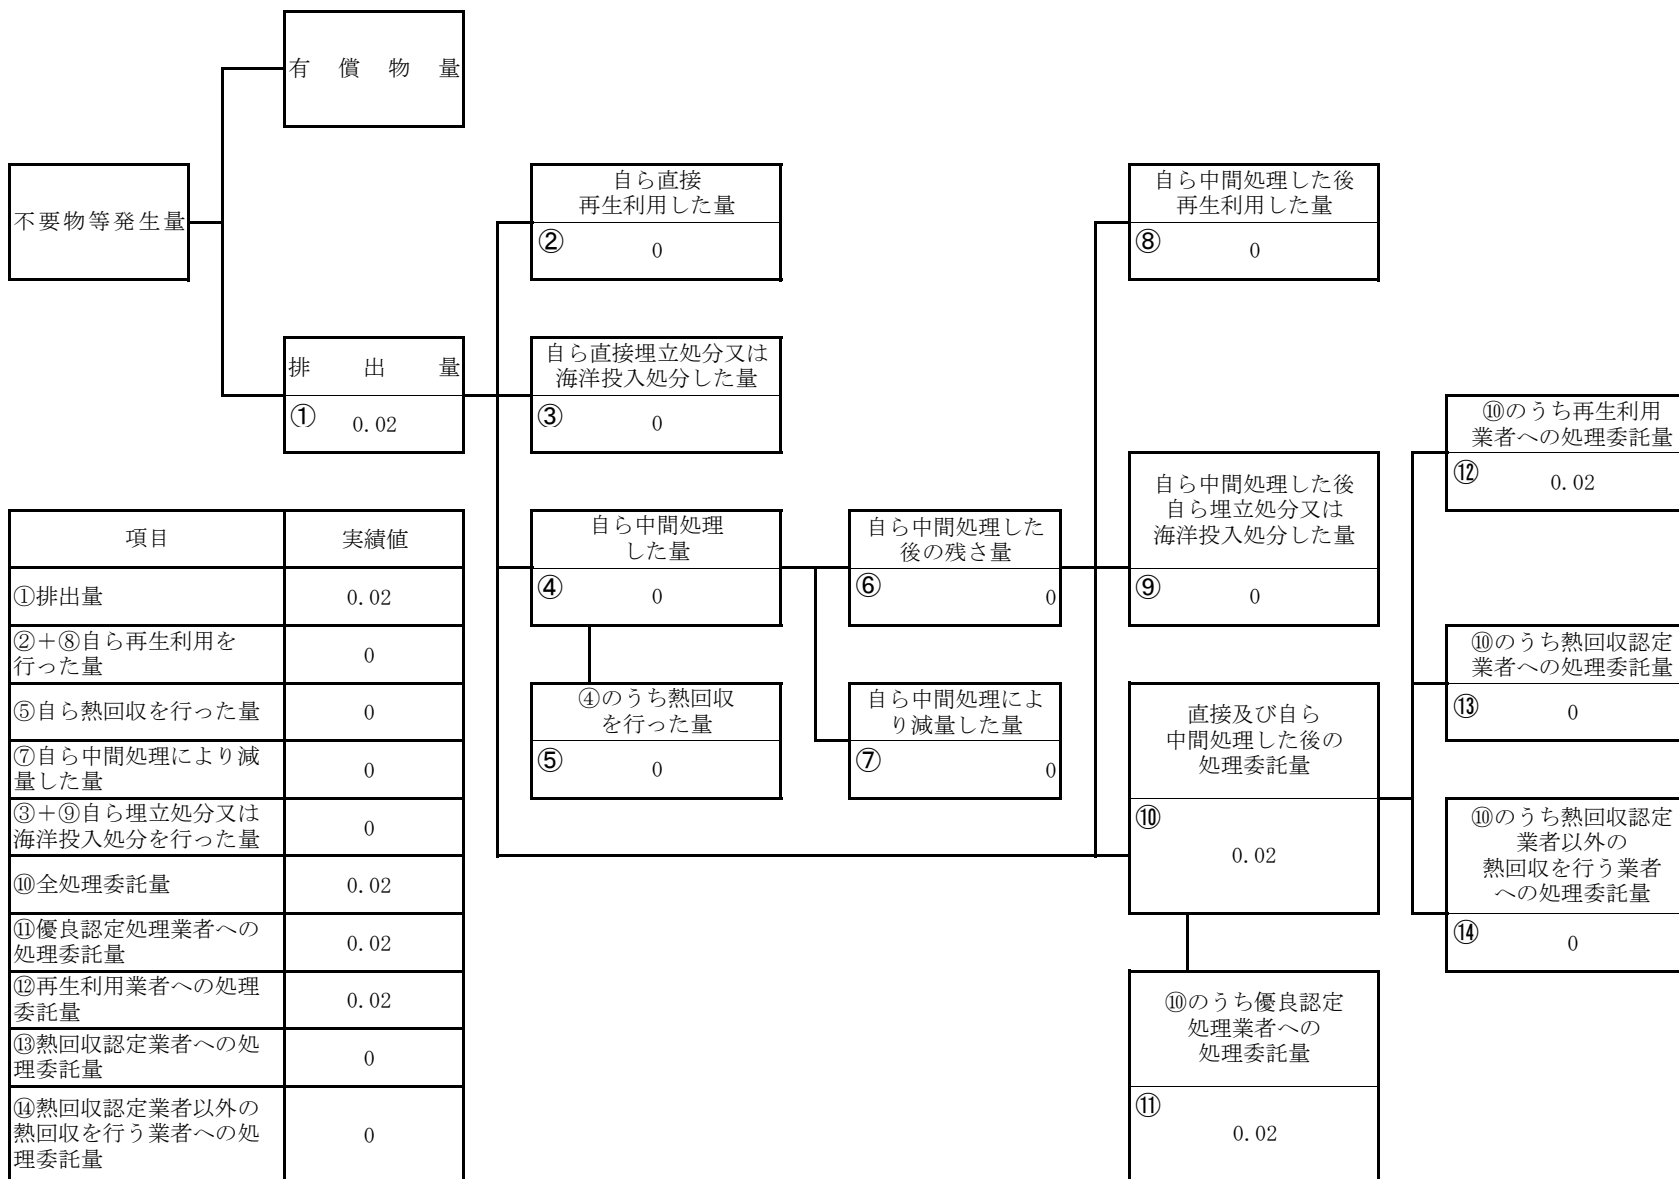 有償物量
不要物等発生量
排出量
① 0.02
自ら直接
再生利用した量
② 0
自ら直接埋立処分又は
海洋投入処分した量
③ 0
自ら中間処理
した量
④ 0
④のうち熱回収
を行った量
⑤ 0
自ら中間処理した
後の残さ量
⑥ 0
自ら中間処理によ
り減量した量
⑦ 0
自ら中間処理した後
再生利用した量
⑧ 0
自ら中間処理した後
自ら埋立処分又は
海洋投入処分した量
⑨ 0
直接及び自ら
中間処理した後の
処理委託量
⑩
0.02
⑩のうち優良認定
処理業者への
処理委託量
⑪
0.02
⑩のうち再生利用
業者への処理委託量
⑫ 0.02
⑩のうち熱回収認定
業者への処理委託量
⑬ 0
⑩のうち熱回収認定
業者以外の
熱回収を行う業者
への処理委託量
⑭ 0
項目 実績値
①排出量 0.02
②+⑧自ら再生利用を
行った量 0
⑤自ら熱回収を行った量 0
⑦自ら中間処理により減
量した量 0
③+⑨自ら埋立処分又は
海洋投入処分を行った量 0
⑩全処理委託量 0.02
⑪優良認定処理業者への
処理委託量 0.02
⑫再生利用業者への処理
委託量 0.02
⑬熱回収認定業者への処
理委託量 0
⑭熱回収認定業者以外の
熱回収を行う業者への処
理委託量 0